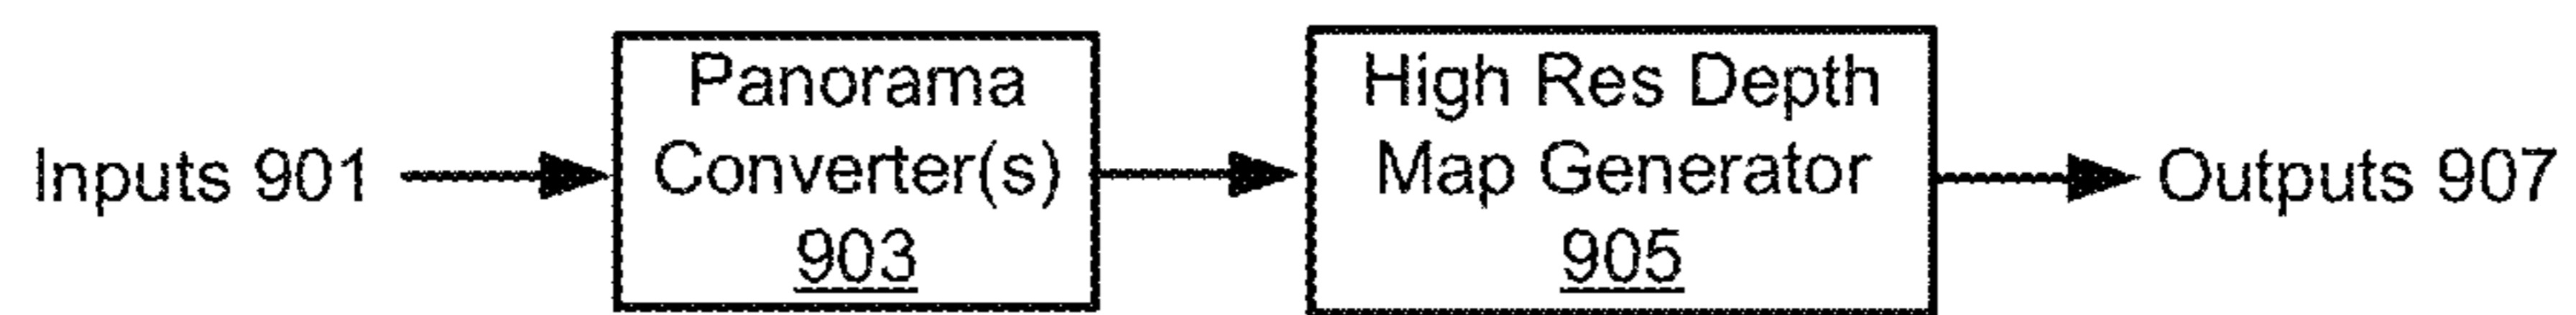 Inputs 901
Panorama
Converter(s)
903
High Res Depth
Map Generator
905
Outputs 907